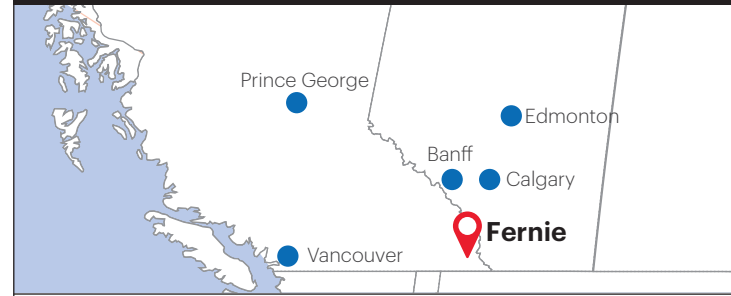 Prince George
Edmonton
Banff
Calgary
Fernie
Vancouver